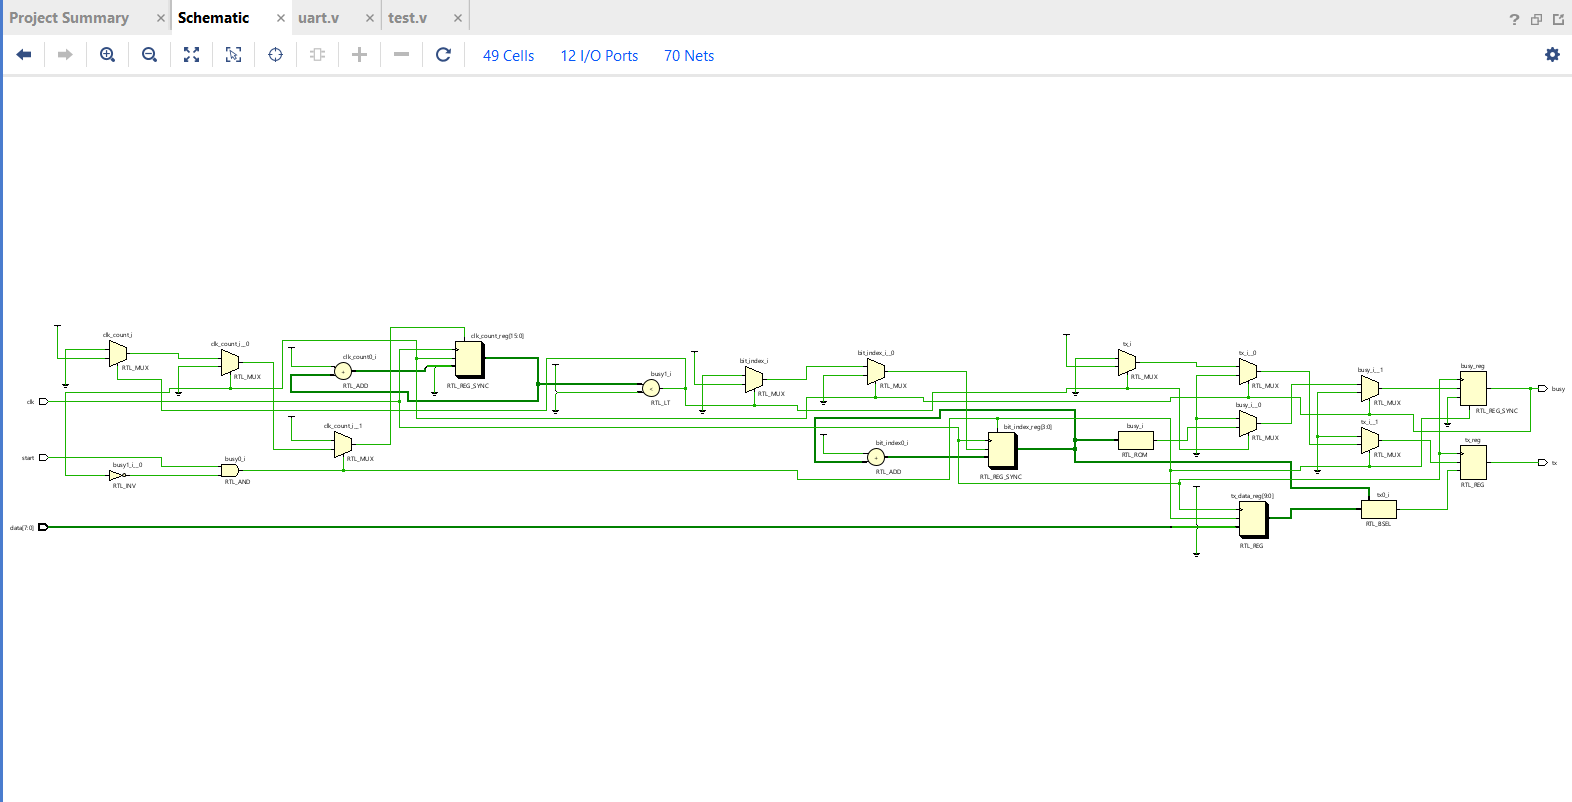 Project Summary × Schematic × uart.v × test.v ×
49 Cells 12 I/O Ports 70 Nets
clk_count_i
RTL_MUX
clk_count_i__0
RTL_MUX
clk_count0_i
RTL_ADD
clk_count_reg[15:0]
RTL_REG_SYNC
clk_count_i__1
RTL_MUX
clk
start
busy1_i__0
RTL_INV
busy0_i
RTL_AND
data[7:0]
busy1_i
RTL_LT
bit_index_i
RTL_MUX
bit_index_i__0
RTL_MUX
bit_index0_i
RTL_ADD
bit_index_reg[3:0]
RTL_REG_SYNC
tx_i
RTL_MUX
busy_i
RTL_ROM
tx_i__0
RTL_MUX
busy_i__0
RTL_MUX
tx_data_reg[9:0]
RTL_REG
busy_i__1
RTL_MUX
tx_i__1
RTL_MUX
tx0_i
RTL_BSEL
busy_reg
RTL_REG_SYNC
tx_reg
RTL_REG
busy
tx